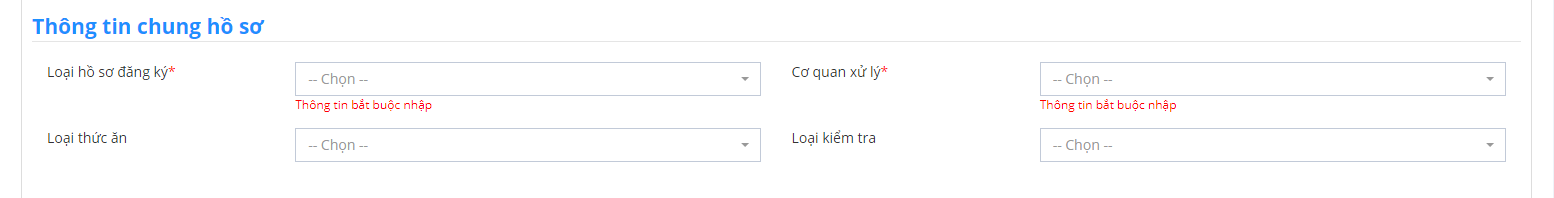 Thông tin chung hồ sơ
Loại hồ sơ đăng ký*
-- Chọn --
Thông tin bắt buộc nhập
Cơ quan xử lý*
-- Chọn --
Thông tin bắt buộc nhập
Loại thức ăn
-- Chọn --
Loại kiểm tra
-- Chọn --